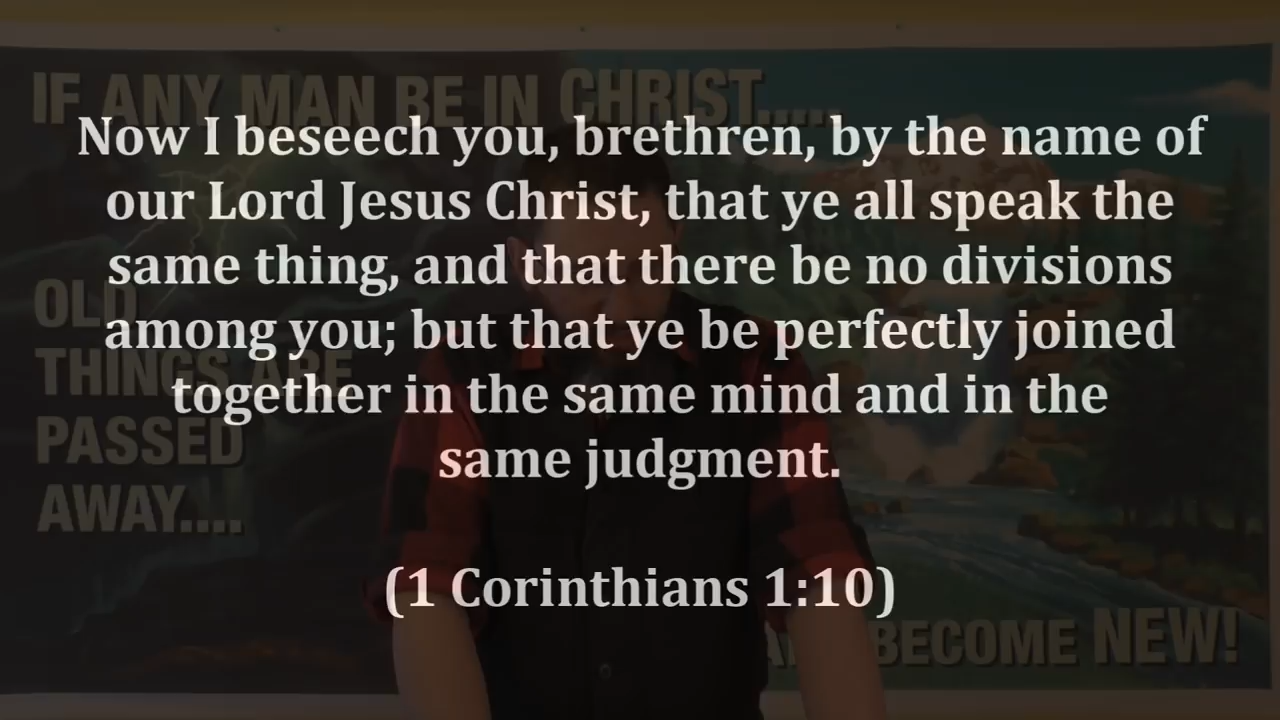 IF ANY MAN BE IN CHRIST.....
Now I beseech you, brethren, by the name of
our Lord Jesus Christ, that ye all speak the
same thing, and that there be no divisions
among you; but that ye be perfectly joined
together in the same mind and in the
same judgment.
(1 Corinthians 1:10)
OLD
THINGS ARE
PASSED
AWAY....
BECOME NEW!